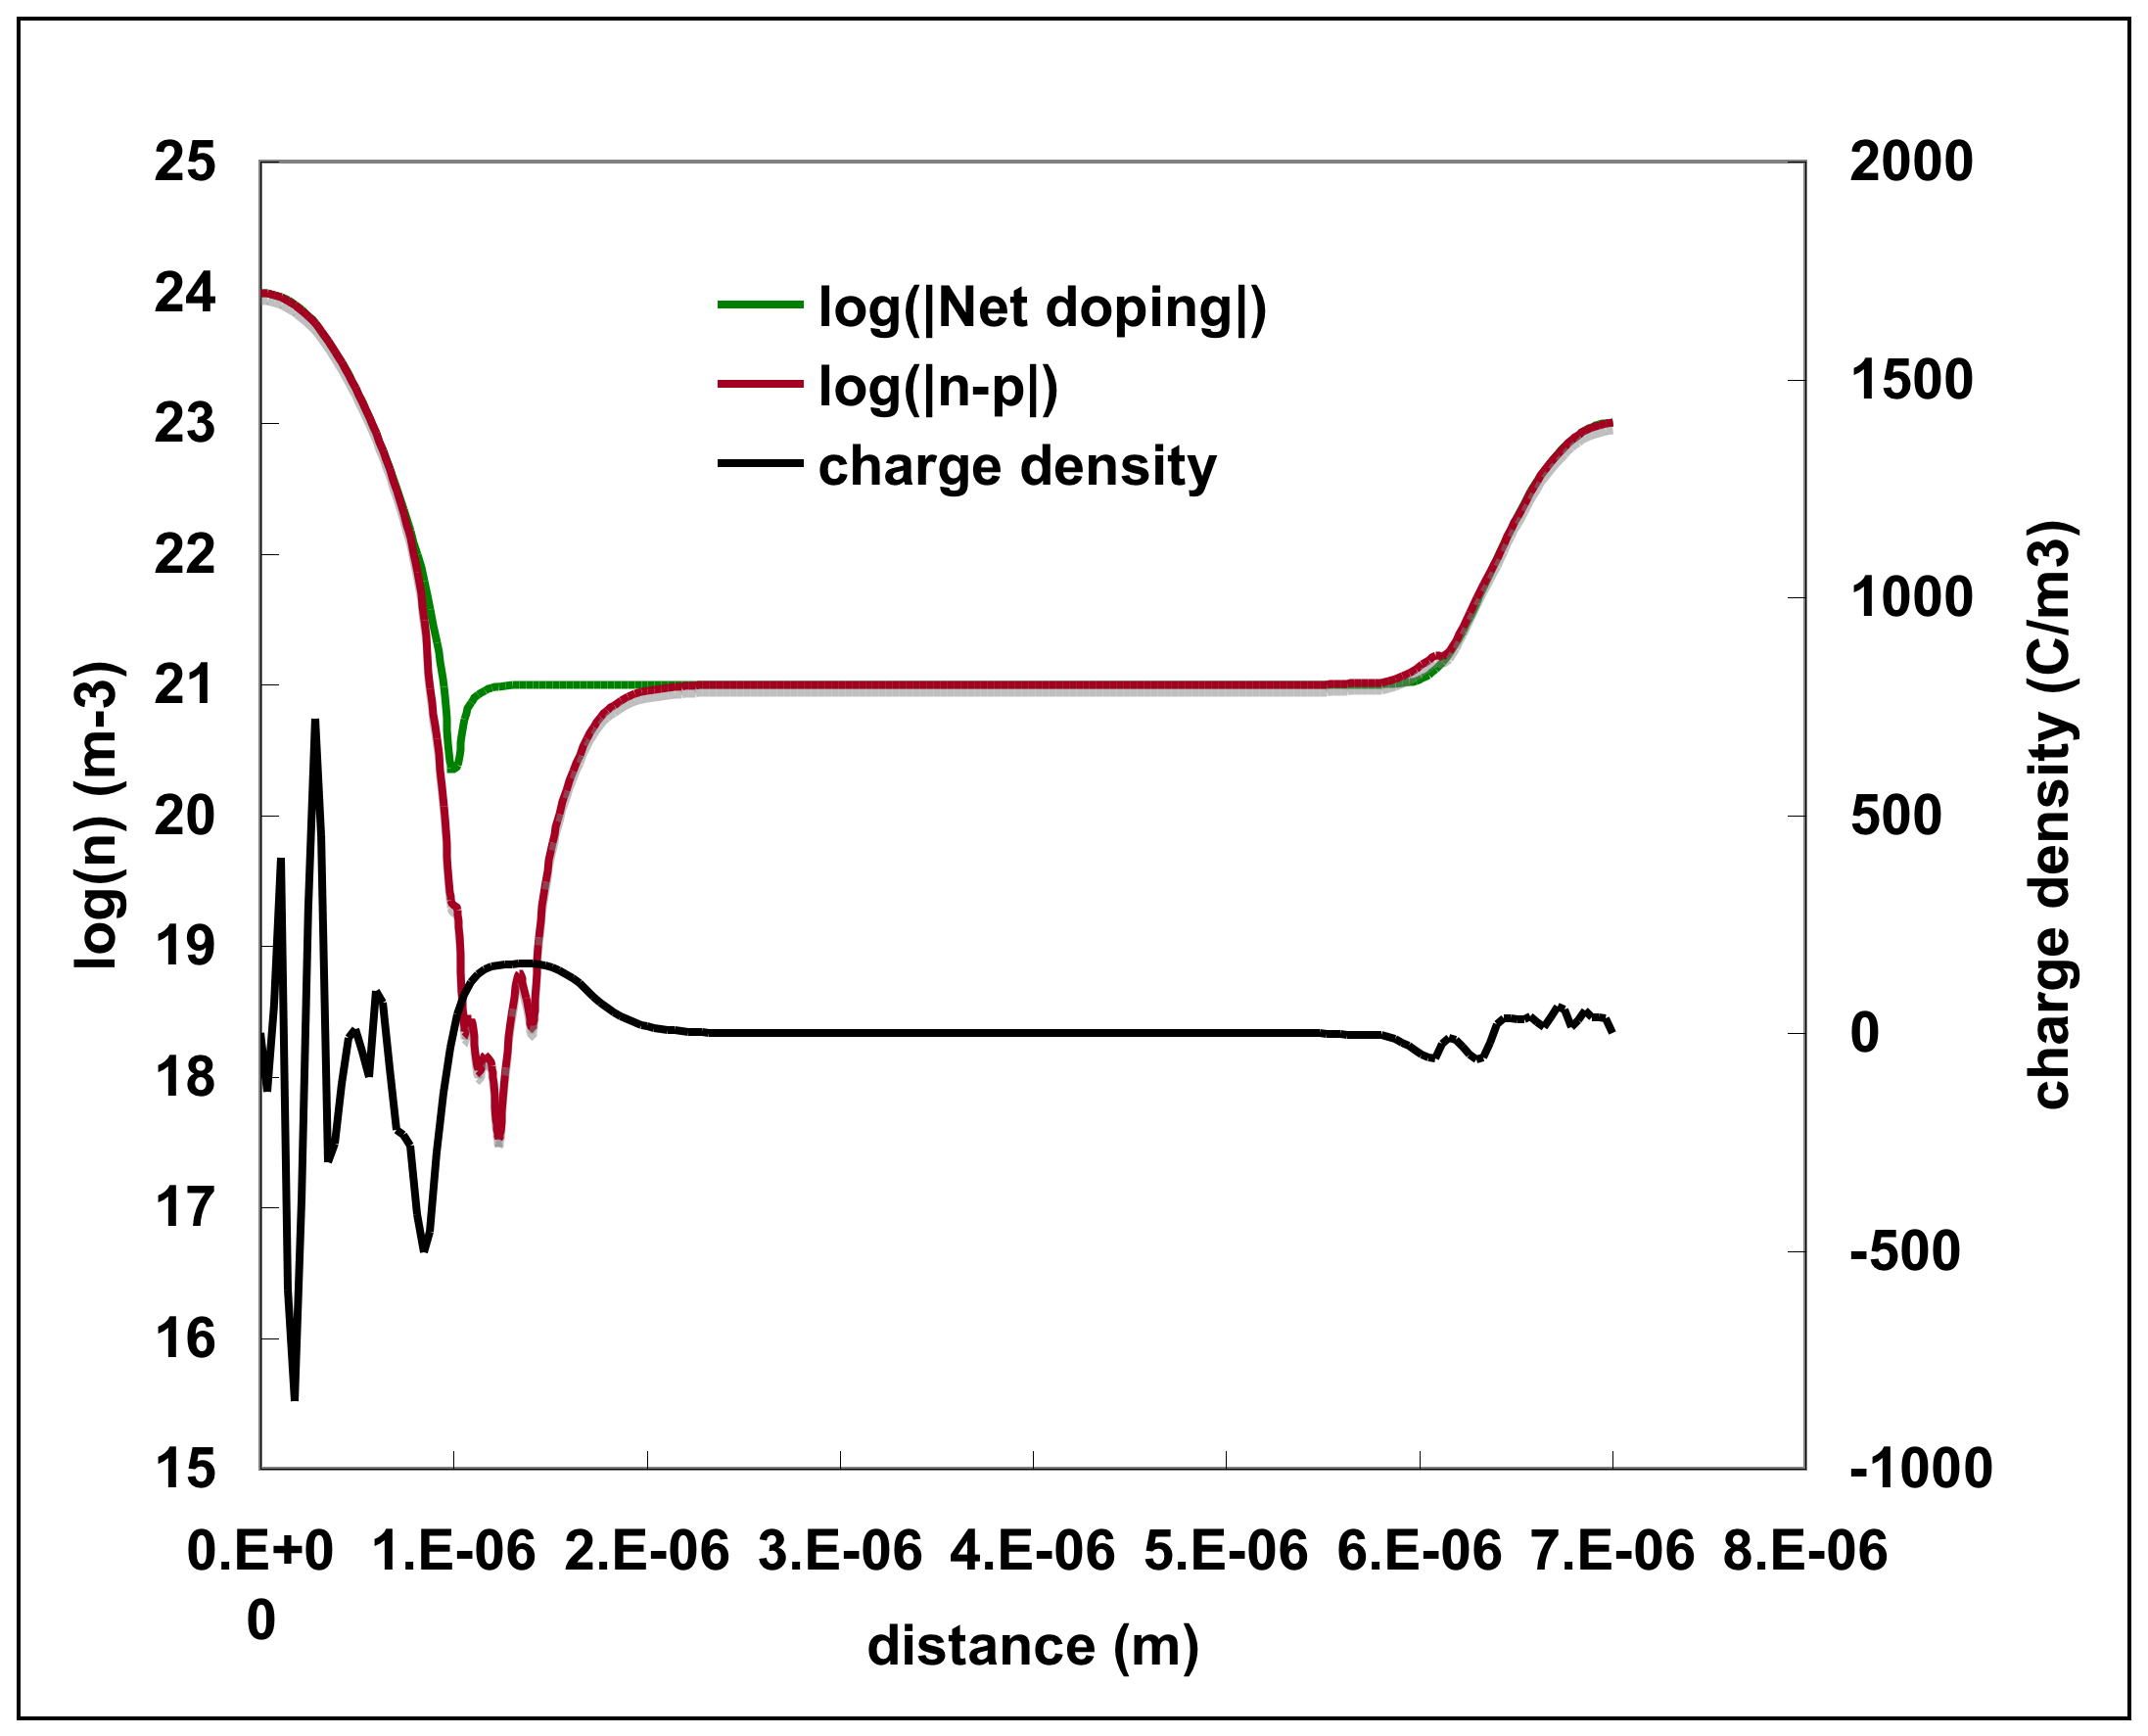 25
24
23
22
21
20
19
18
17
16
15
log(n) (m-3)
log(|Net doping|)
log(|n-p|)
charge density
2000
1500
1000
500
0
-500
-1000
charge density (C/m3)
0.E+0
0
1.E-06
2.E-06
3.E-06
4.E-06
5.E-06
6.E-06
7.E-06
8.E-06
distance (m)